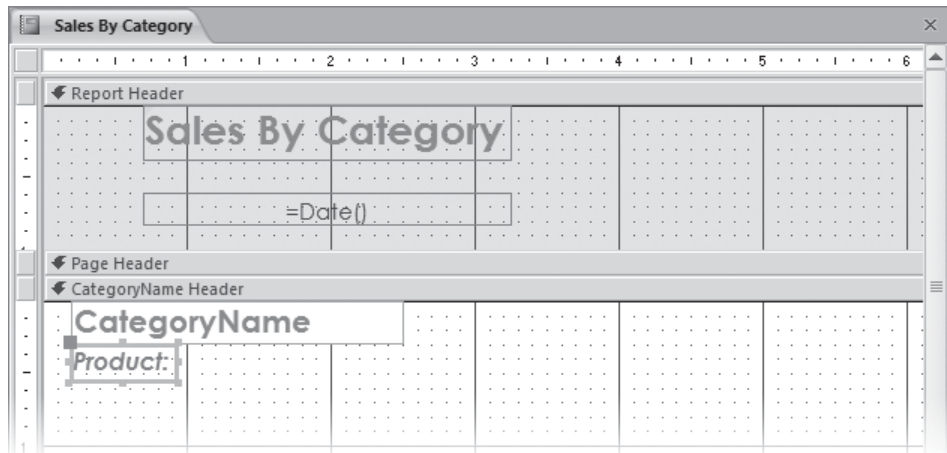 Sales By Category
1 2 3 4 5 6
Report Header
Sales By Category
=Date()
Page Header
CategoryName Header
CategoryName
Product:
1